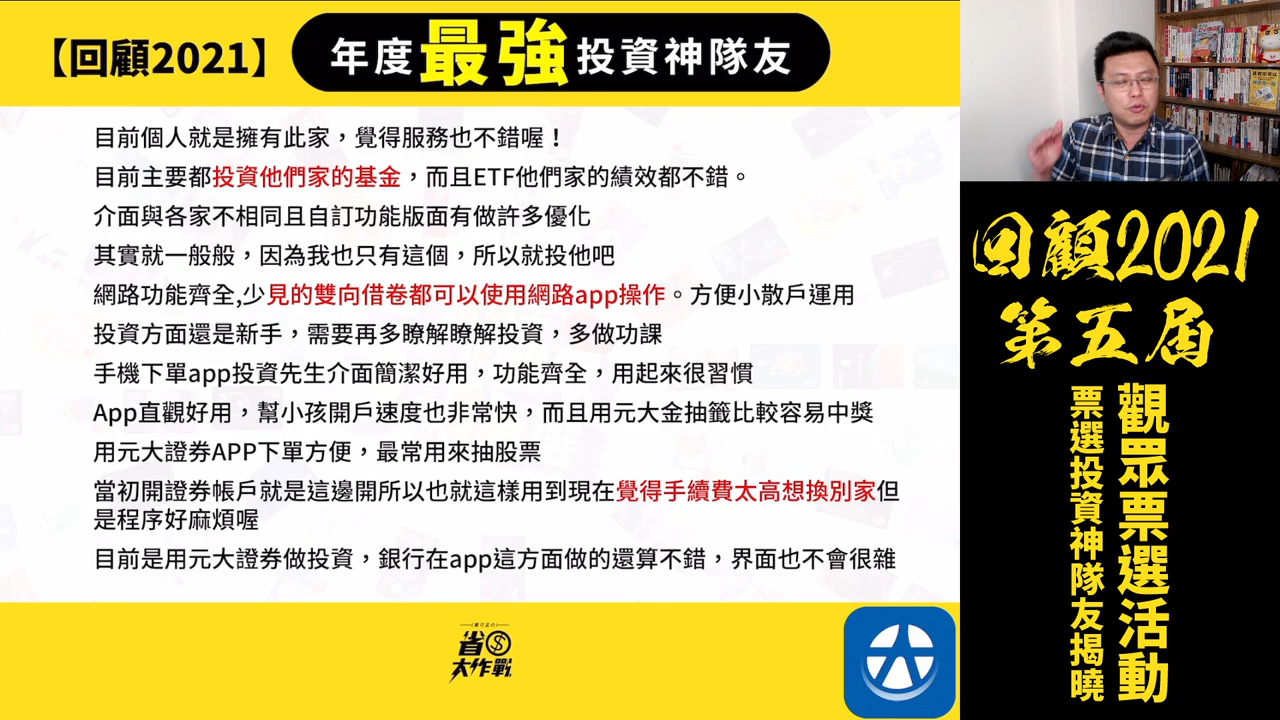 【回顧2021】
年度最強投資神隊友
目前個人就是擁有此家，覺得服務也不錯喔！
目前主要都投資他們家的基金，而且ETF他們家的績效都不錯。
介面與各家不相同且自訂功能版面有做許多優化
其實就一般般，因為我也只有這個，所以就投他吧
網路功能齊全,少見的雙向借卷都可以使用網路app操作。方便小散戶運用
投資方面還是新手，需要再多瞭解瞭解投資，多做功課
手機下單app投資先生介面簡潔好用，功能齊全，用起來很習慣
App直觀好用，幫小孩開戶速度也非常快，而且用元大金抽籤比較容易中獎
用元大證券APP下單方便，最常用來抽股票
當初開證券帳戶就是這邊開所以也就這樣用到現在覺得手續費太高想換別家但
是程序好麻煩喔
目前是用元大證券做投資，銀行在app這方面做的還算不錯，界面也不會很雜
省
大作戰
回顧2021
第五屆
觀眾票選活動
票選投資神隊友揭曉